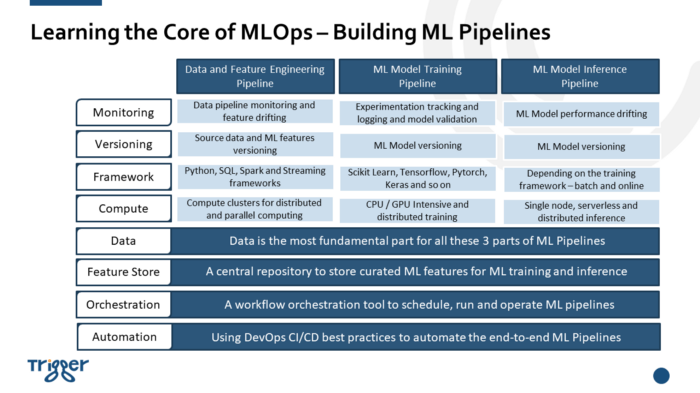 Learning the Core of MLOps – Building ML Pipelines
Data and Feature Engineering
Pipeline
ML Model Training
Pipeline
ML Model Inference
Pipeline
Monitoring
Data pipeline monitoring and
feature drifting
Experimentation tracking and
logging and model validation
ML Model performance drifting
Versioning
Source data and ML features
versioning
ML Model versioning
ML Model versioning
Framework
Python, SQL, Spark and Streaming
frameworks
Scikit Learn, Tensorflow, Pytorch,
Keras and so on
Depending on the training
framework – batch and online
Compute
Compute clusters for distributed
and parallel computing
CPU / GPU Intensive and
distributed training
Single node, serverless and
distributed inference
Data
Data is the most fundamental part for all these 3 parts of ML Pipelines
Feature Store
A central repository to store curated ML features for ML training and inference
Orchestration
A workflow orchestration tool to schedule, run and operate ML pipelines
Automation
Using DevOps CI/CD best practices to automate the end-to-end ML Pipelines
Trigger